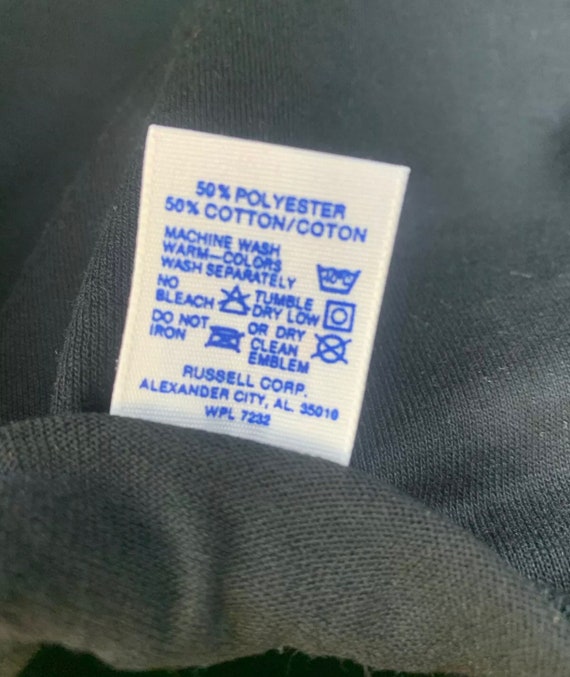 50% POLYESTER
50% COTTON/COTON
MACHINE WASH
WARM-COLORS
WASH SEPARATELY
40°C
NO
BLEACH
TUMBLE
DRY LOW
DO NOT
IRON
OR DRY
CLEAN
EMBLEM
RUSSELL CORP.
ALEXANDER CITY, AL. 35010
WPL 7232